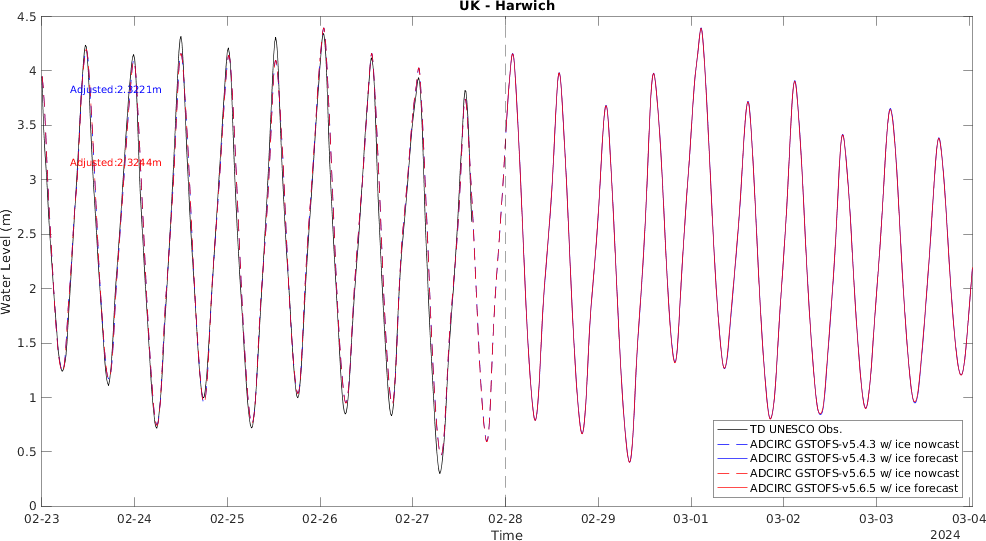 UK - Harwich
4.5
4
3.5
3
2.5
2
1.5
1
0.5
0
Water Level (m)
Adjusted:2.3221m
Adjusted:2.3244m
TD UNESCO Obs.
ADCIRC GSTOFS-v5.4.3 w/ ice nowcast
ADCIRC GSTOFS-v5.4.3 w/ ice forecast
ADCIRC GSTOFS-v5.6.5 w/ ice nowcast
ADCIRC GSTOFS-v5.6.5 w/ ice forecast
02-23 02-24 02-25 02-26 02-27 02-28 02-29 03-01 03-02 03-03 03-04
Time
2024